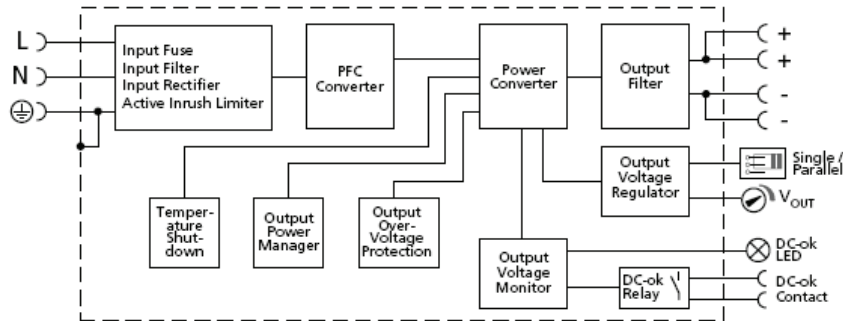 L
N
Input Fuse
Input Filter
Input Rectifier
Active Inrush Limiter
PFC
Converter
Power
Converter
Output
Filter
+
+
-
-
Output
Voltage
Regulator
Single /
Parallel
VOUT
Temper-
ature
Shut-
down
Output
Power
Manager
Output
Over-
Voltage
Protection
Output
Voltage
Monitor
DC-ok
LED
DC-ok
Relay
DC-ok
Contact